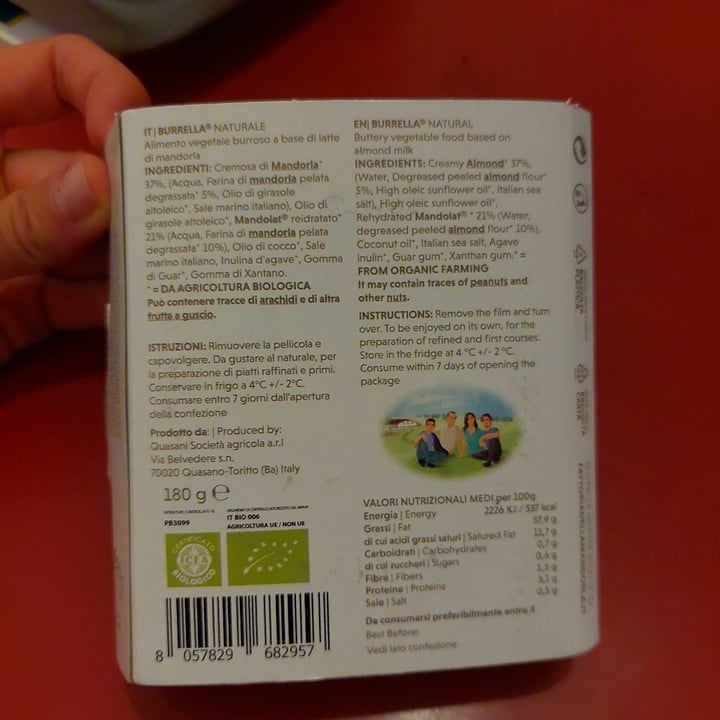 IT| BURRELLA® NATURALE
Alimento vegetale burroso a base di latte
di mandorla
INGREDIENTI: Cremosa di Mandorla*
37%, (Acqua, Farina di mandorla pelata
degrassata* 5%, Olio di girasole
altoleico*, Sale marino italiano), Olio di
girasole altoleico*, Mandolat® reidratato*
21% (Acqua, Farina di mandorla pelata
degrassata* 10%), Olio di cocco*, Sale
marino italiano, Inulina d'agave*, Gomma
di Guar*, Gomma di Xantano.
*= DA AGRICOLTURA BIOLOGICA
Può contenere tracce di arachidi e di altra
frutta a guscio.
ISTRUZIONI: Rimuovere la pellicola e
capovolgere. Da gustare al naturale, per
la preparazione di piatti raffinati e primi.
Conservare in frigo a 4°C +/- 2°C.
Consumare entro 7 giorni dall'apertura
della confezione
Prodotto da: | Produced by:
Quasani Società agricola a.r.l
Via Belvedere s.n.
70020 Quasano-Toritto (Ba) Italy
180 g e
PB3099
IT BIO 006
AGRICOLTURA UE / NON UE
CERTIFICATO
ICEA
BIOLOGICO
8 057829 682957
EN| BURRELLA® NATURAL
Buttery vegetable food based on
almond milk
INGREDIENTS: Creamy Almond* 37%,
(Water, Degreased peeled almond flour*
5%, High oleic sunflower oil*, Italian sea
salt), High oleic sunflower oil*,
Rehydrated Mandolat® * 21% (Water,
degreased peeled almond flour* 10%),
Coconut oil*, Italian sea salt, Agave
inulin*, Guar gum*, Xanthan gum.* =
FROM ORGANIC FARMING
It may contain traces of peanuts and
other nuts.
INSTRUCTIONS: Remove the film and turn
over. To be enjoyed on its own, for the
preparation of refined and first courses.
Store in the fridge at 4 °C +/- 2 °C.
Consume within 7 days of opening the
package
VALORI NUTRIZIONALI MEDI per 100g
Energia | Energy 2226 KJ / 537 kcal
Grassi | Fat 57,9 g
di cui acidi grassi saturi | Satured Fat 11,7 g
Carboidrati | Carbohydrates 0,7 g
di cui zuccheri | Sugars 0,6 g
Fibre | Fibers 1,5 g
Proteine | Proteins 3,1 g
Sale | Salt 0,5 g
Da consumarsi preferibilmente entro il
Best Before:
Vedi lato confezione